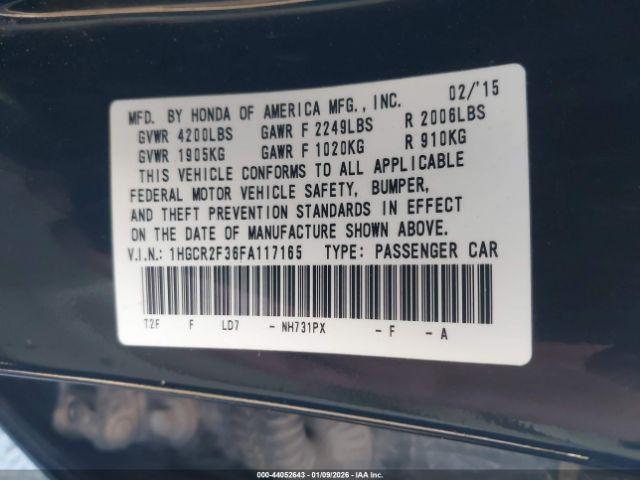 MFD. BY HONDA OF AMERICA MFG., INC. 02/'15
GVWR 4200LBS GAWR F 2249LBS R 2006LBS
GVWR 1905KG GAWR F 1020KG R 910KG
THIS VEHICLE CONFORMS TO ALL APPLICABLE
FEDERAL MOTOR VEHICLE SAFETY, BUMPER,
AND THEFT PREVENTION STANDARDS IN EFFECT
ON THE DATE OF MANUFACTURE SHOWN ABOVE.
V.I.N.: 1HGCR2F36FA117165 TYPE: PASSENGER CAR
T2F F LD7 - NH731PX - F - A
000-44052643 - 01/09/2026 - IAA Inc.